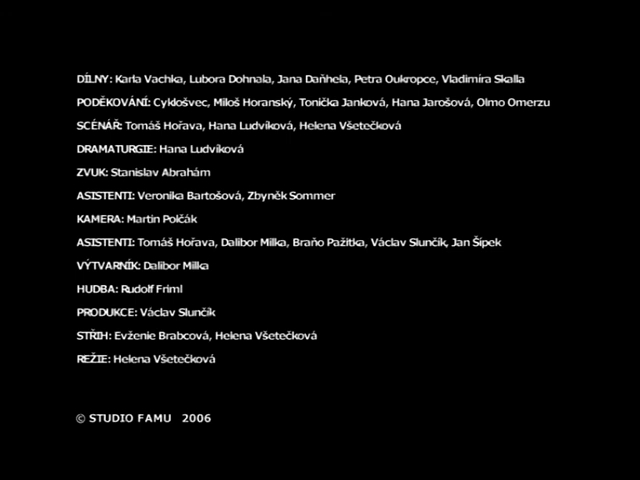 DÍLNY: Karla Vachka, Lubora Dohnala, Jana Daňhela, Petra Oukropce, Vladimíra Skalla
PODĚKOVÁNÍ: Cyklošvec, Miloš Horanský, Tonička Janková, Hana Jarošová, Olmo Omerzu
SCÉNÁŘ: Tomáš Hořava, Hana Ludvíková, Helena Všetečková
DRAMATURGIE: Hana Ludvíková
ZVUK: Stanislav Abrahám
ASISTENTI: Veronika Bartošová, Zbyněk Sommer
KAMERA: Martin Polčák
ASISTENTI: Tomáš Hořava, Dalibor Milka, Braňo Pažitka, Václav Slunčík, Jan Šípek
VÝTVARNÍK: Dalibor Milka
HUDBA: Rudolf Friml
PRODUKCE: Václav Slunčík
STŘIH: Evženie Brabcová, Helena Všetečková
REŽIE: Helena Všetečková
© STUDIO FAMU 2006